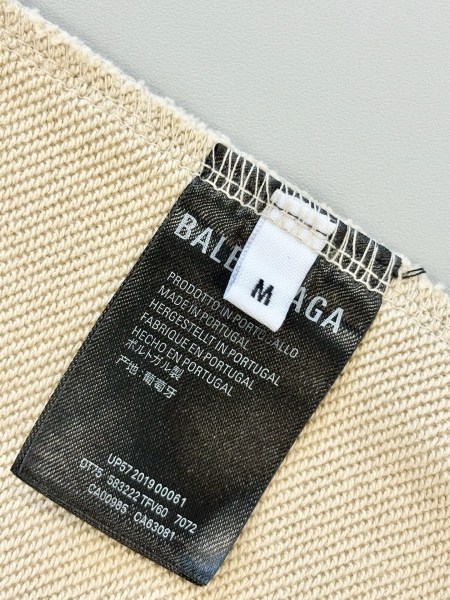 BALE AGA
M
PRODOTTO IN PORTOGALLO
MADE IN PORTUGAL
HERGESTELLT IN PORTUGAL
FABRIQUE EN PORTUGAL
HECHO EN PORTUGAL
ポルトガル製
产地:葡萄牙
UP57 2019 00061
DT75 583222 TFV60 7072
CA00985: CA63081